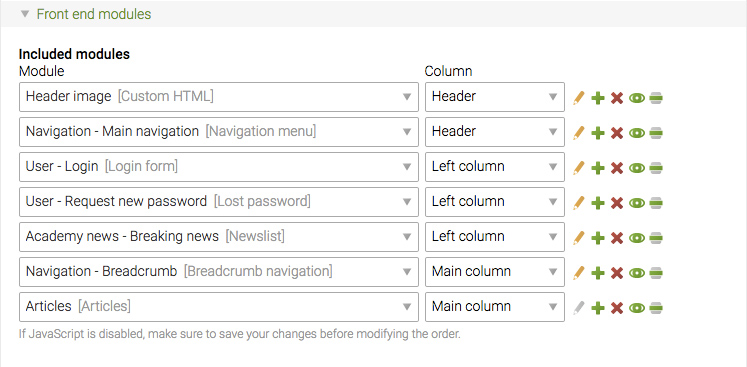 Front end modules
Included modules
Module Column
Header image [Custom HTML] Header
Navigation - Main navigation [Navigation menu] Header
User - Login [Login form] Left column
User - Request new password [Lost password] Left column
Academy news - Breaking news [Newslist] Left column
Navigation - Breadcrumb [Breadcrumb navigation] Main column
Articles [Articles] Main column
If JavaScript is disabled, make sure to save your changes before modifying the order.